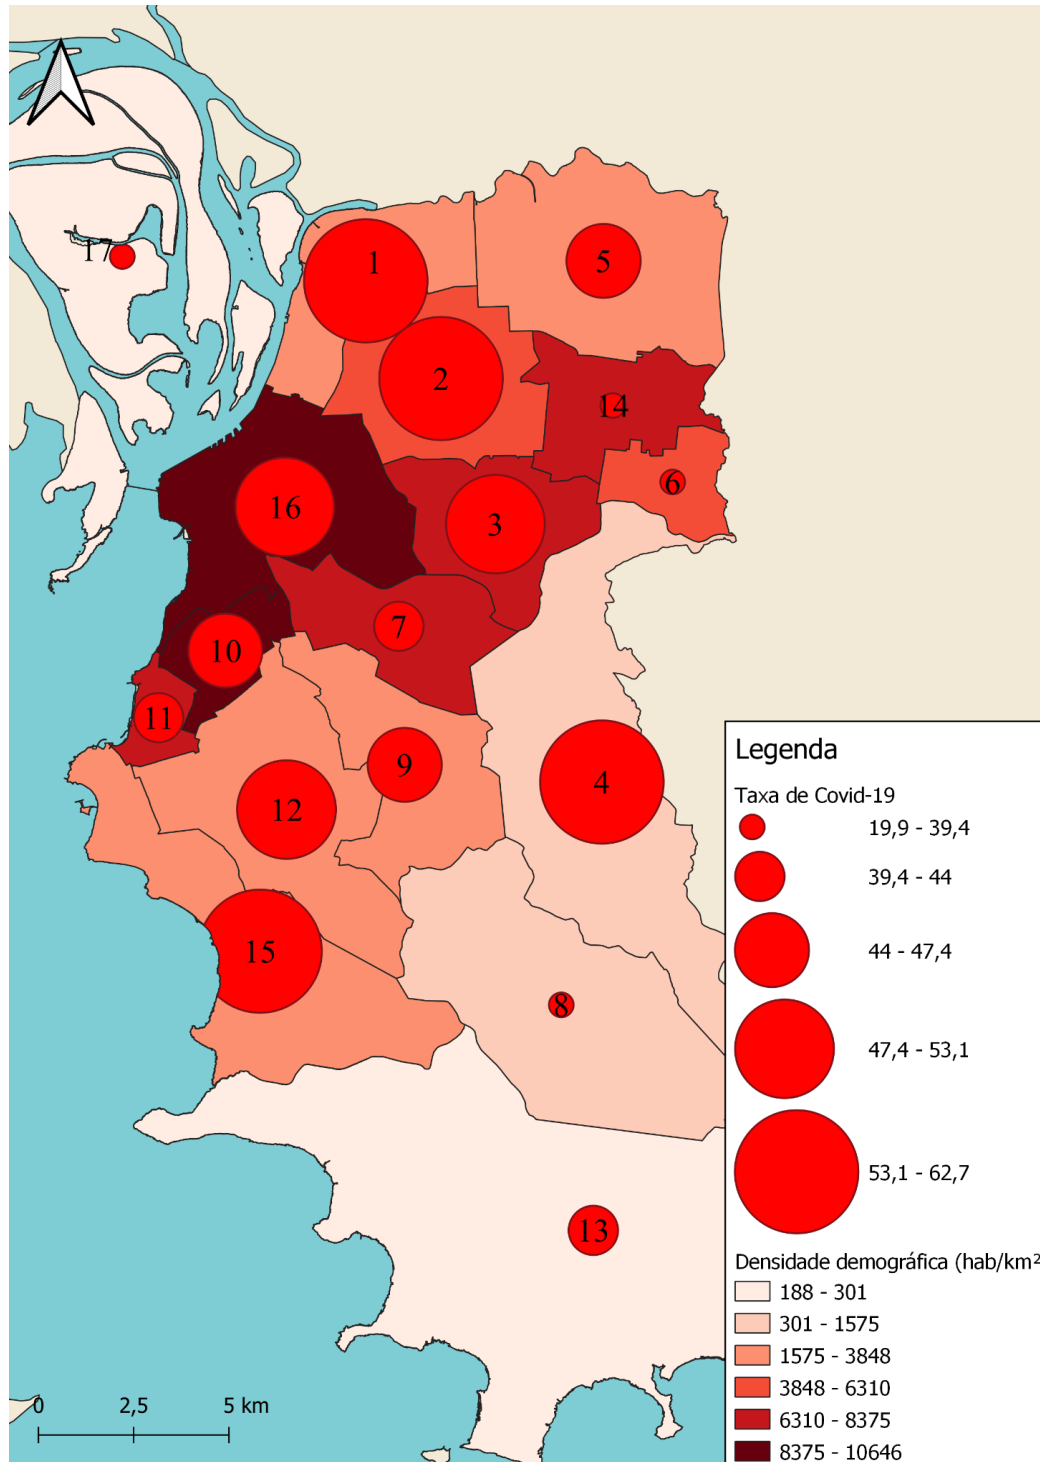 17
1
5
2
14
6
16
3
7
10
11
9
4
12
15
8
13
Legenda
Taxa de Covid-19
19,9 - 39,4
39,4 - 44
44 - 47,4
47,4 - 53,1
53,1 - 62,7
Densidade demográfica (hab/km²
188 - 301
301 - 1575
1575 - 3848
3848 - 6310
6310 - 8375
8375 - 10646
0 2,5 5 km